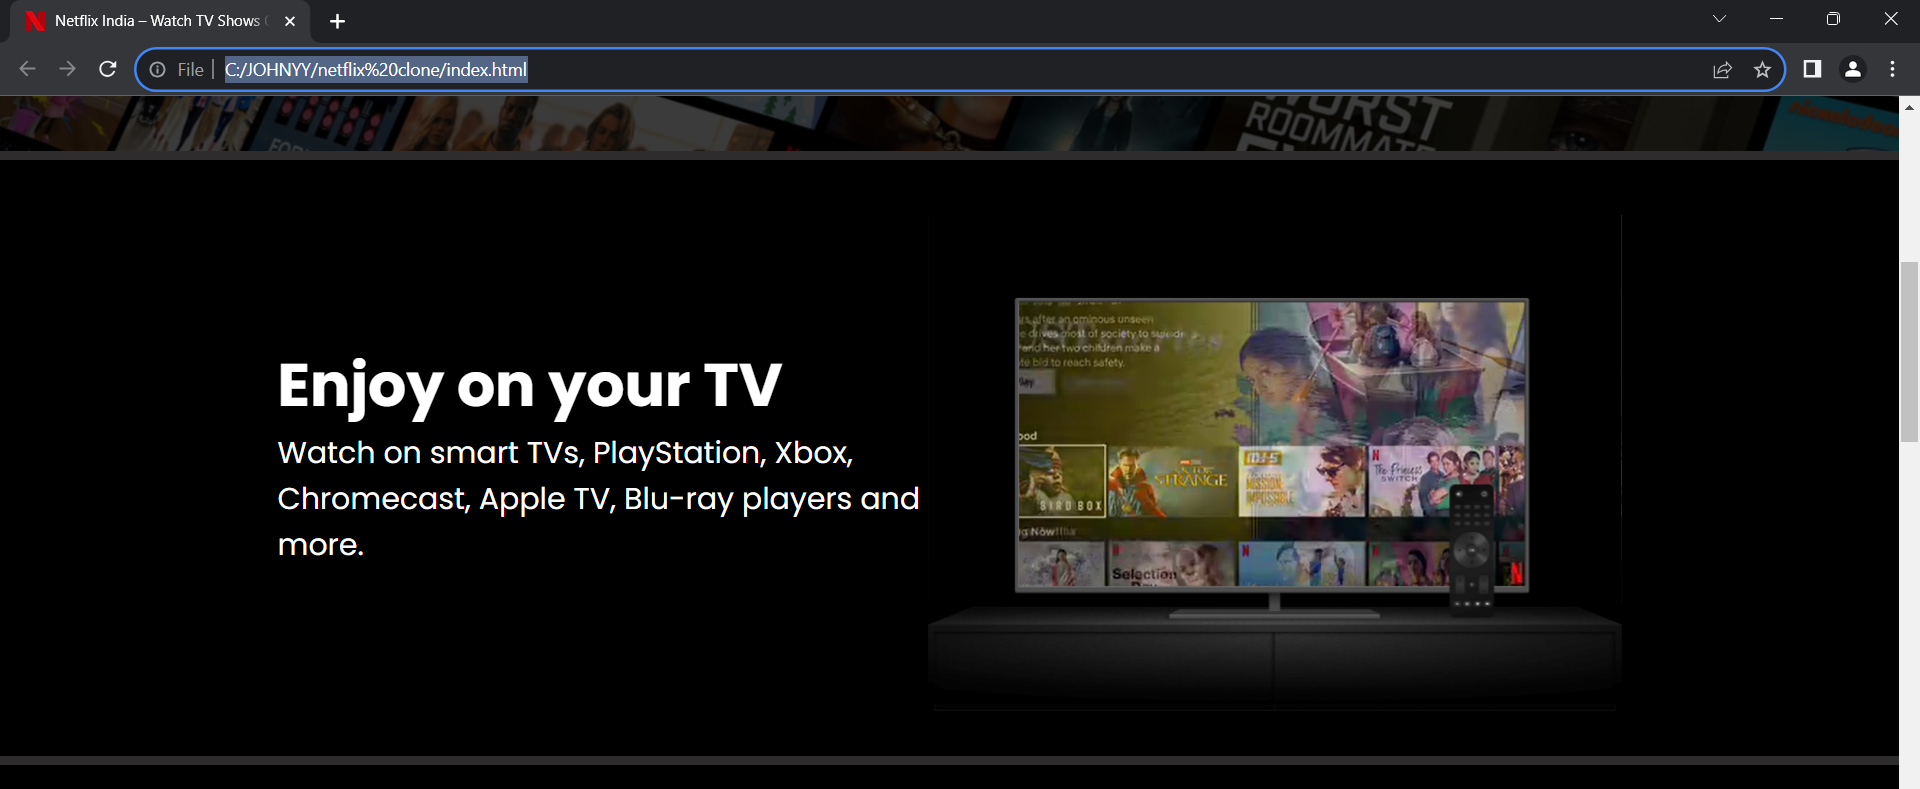 Netflix India – Watch TV Shows
File
C:/JOHNYY/netflix%20clone/index.html
WORST
ROOMMATE
Enjoy on your TV
Watch on smart TVs, PlayStation, Xbox,
Chromecast, Apple TV, Blu-ray players and
more.
after an ominous unseen
drives most of society to suicide
and her two children make a
bid to reach safety.
BIRD BOX
STRANGE
M:I-5
MISSION:
IMPOSSIBLE
N
The Princess
SWITCH
Now
Selection
N
N